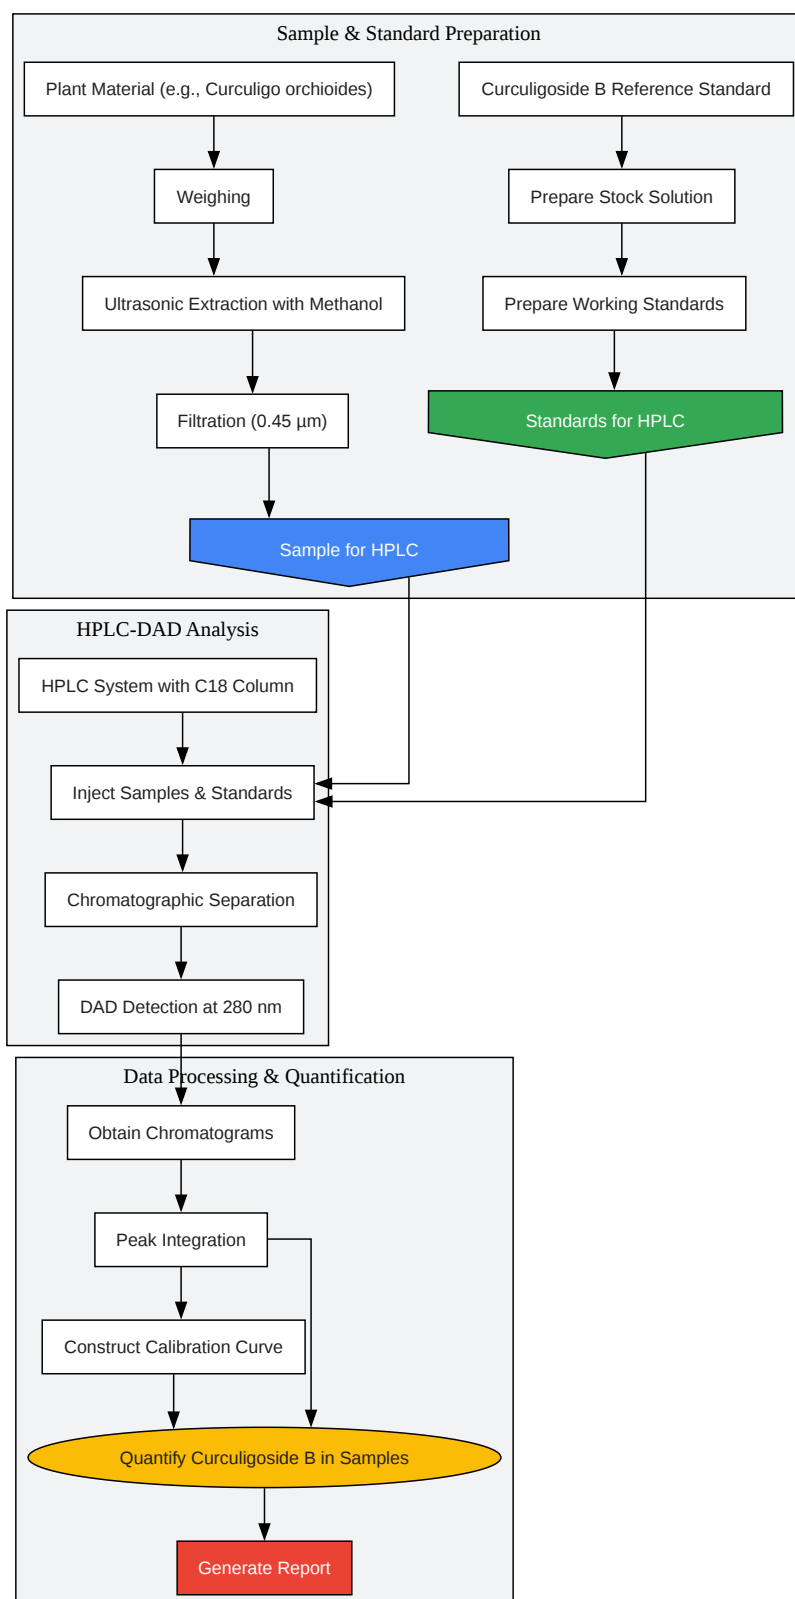 Sample & Standard Preparation
Plant Material (e.g., Curculigo orchioides)
Curculigoside B Reference Standard
Weighing
Prepare Stock Solution
Ultrasonic Extraction with Methanol
Prepare Working Standards
Filtration (0.45 µm)
Standards for HPLC
Sample for HPLC
HPLC-DAD Analysis
HPLC System with C18 Column
Inject Samples & Standards
Chromatographic Separation
DAD Detection at 280 nm
Data Processing & Quantification
Obtain Chromatograms
Peak Integration
Construct Calibration Curve
Quantify Curculigoside B in Samples
Generate Report